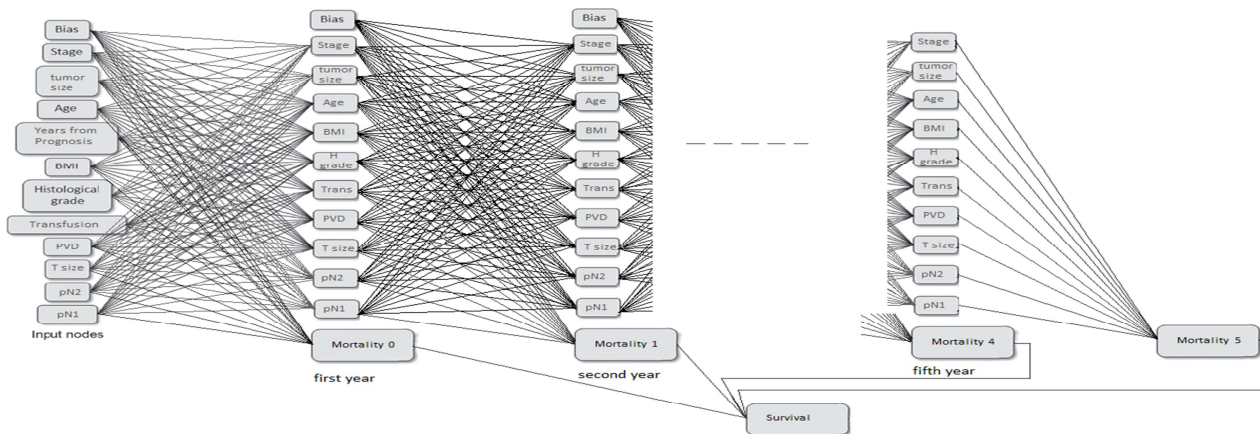 Bias
Stage
tumor
size
Age
Years from
Prognosis
BMI
Histological
grade
Transfusion
PVD
T size
pN2
pN1
Input nodes
Bias
Stage
tumor
size
Age
BMI
H
grade
Trans
PVD
T size
pN2
pN1
Mortality 0
first year
Bias
Stage
tumor
size
Age
BMI
H
grade
Trans
PVD
T size
pN2
pN1
Mortality 1
second year
Stage
tumor
size
Age
BMI
H
grade
Trans
PVD
T size
pN2
pN1
Mortality 4
fifth year
Mortality 5
Survival